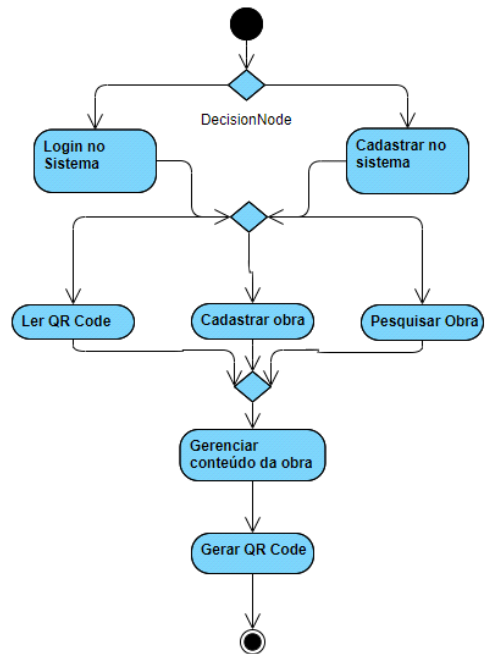 DecisionNode
Login no
Sistema
Cadastrar no
sistema
Ler QR Code
Cadastrar obra
Pesquisar Obra
Gerenciar
conteúdo da obra
Gerar QR Code